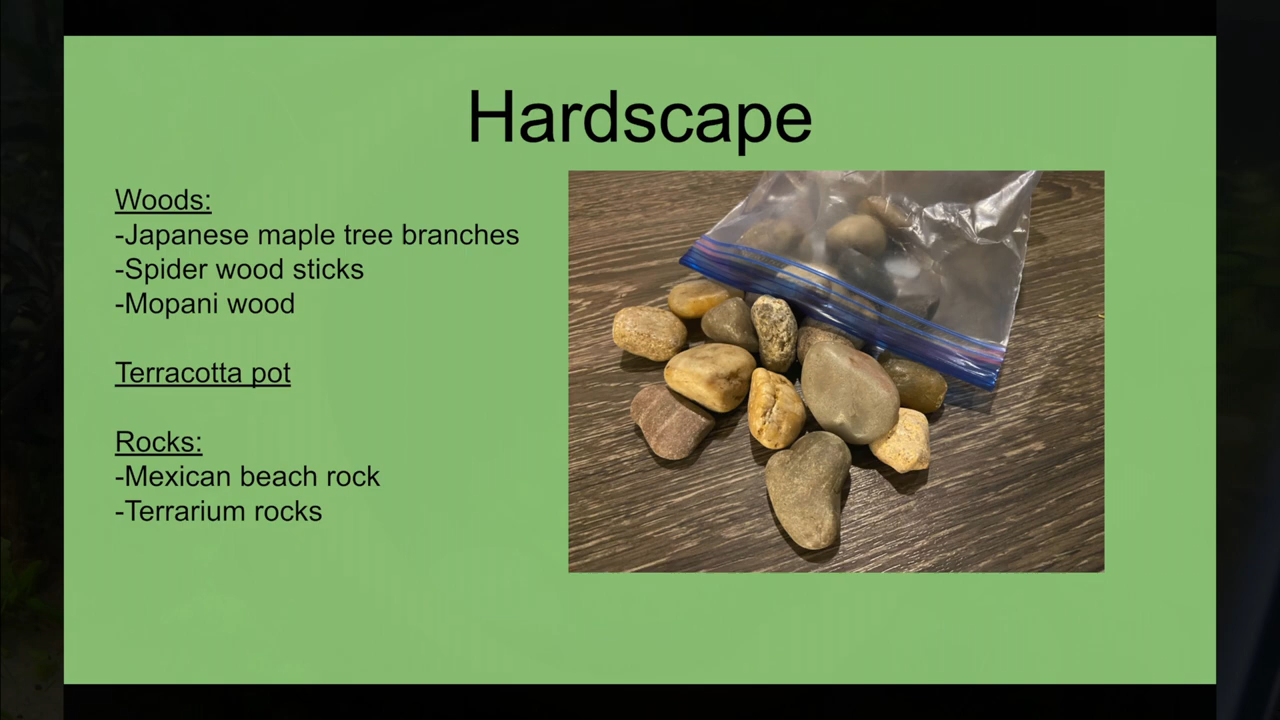 Hardscape
Woods:
-Japanese maple tree branches
-Spider wood sticks
-Mopani wood
Terracotta pot
Rocks:
-Mexican beach rock
-Terrarium rocks